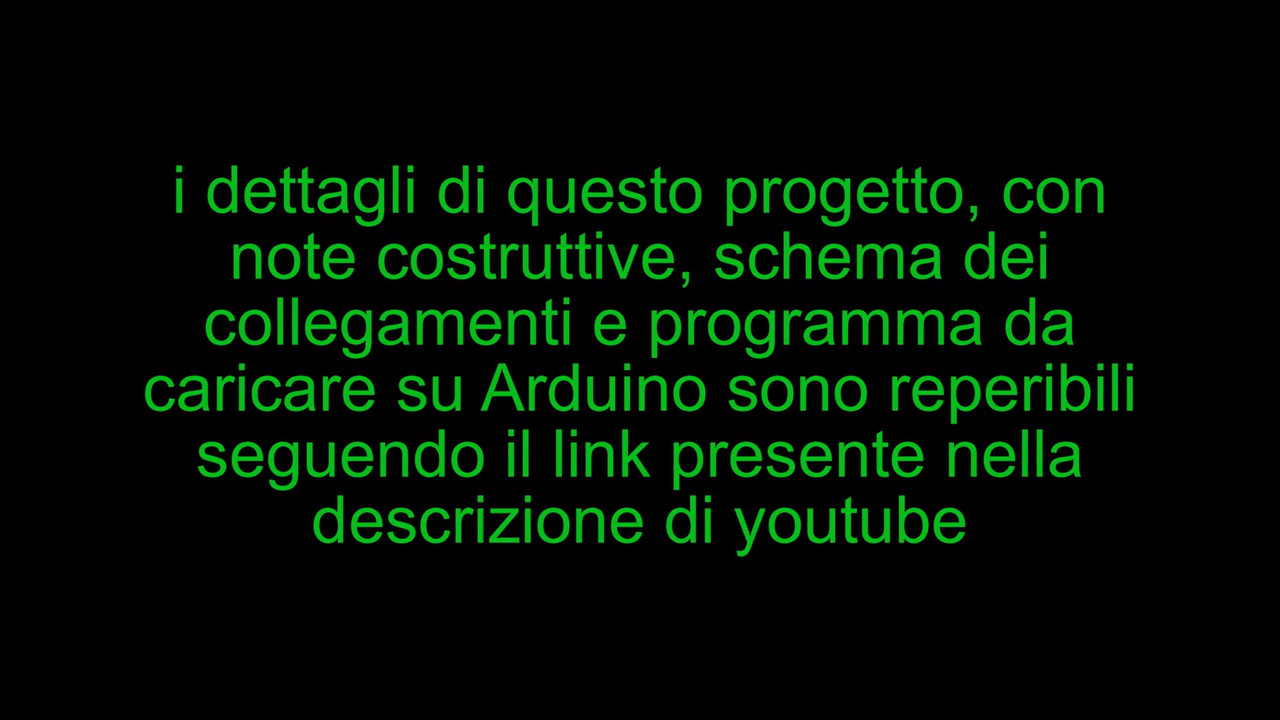 i dettagli di questo progetto, con
note costruttive, schema dei
collegamenti e programma da
caricare su Arduino sono reperibili
seguendo il link presente nella
descrizione di youtube